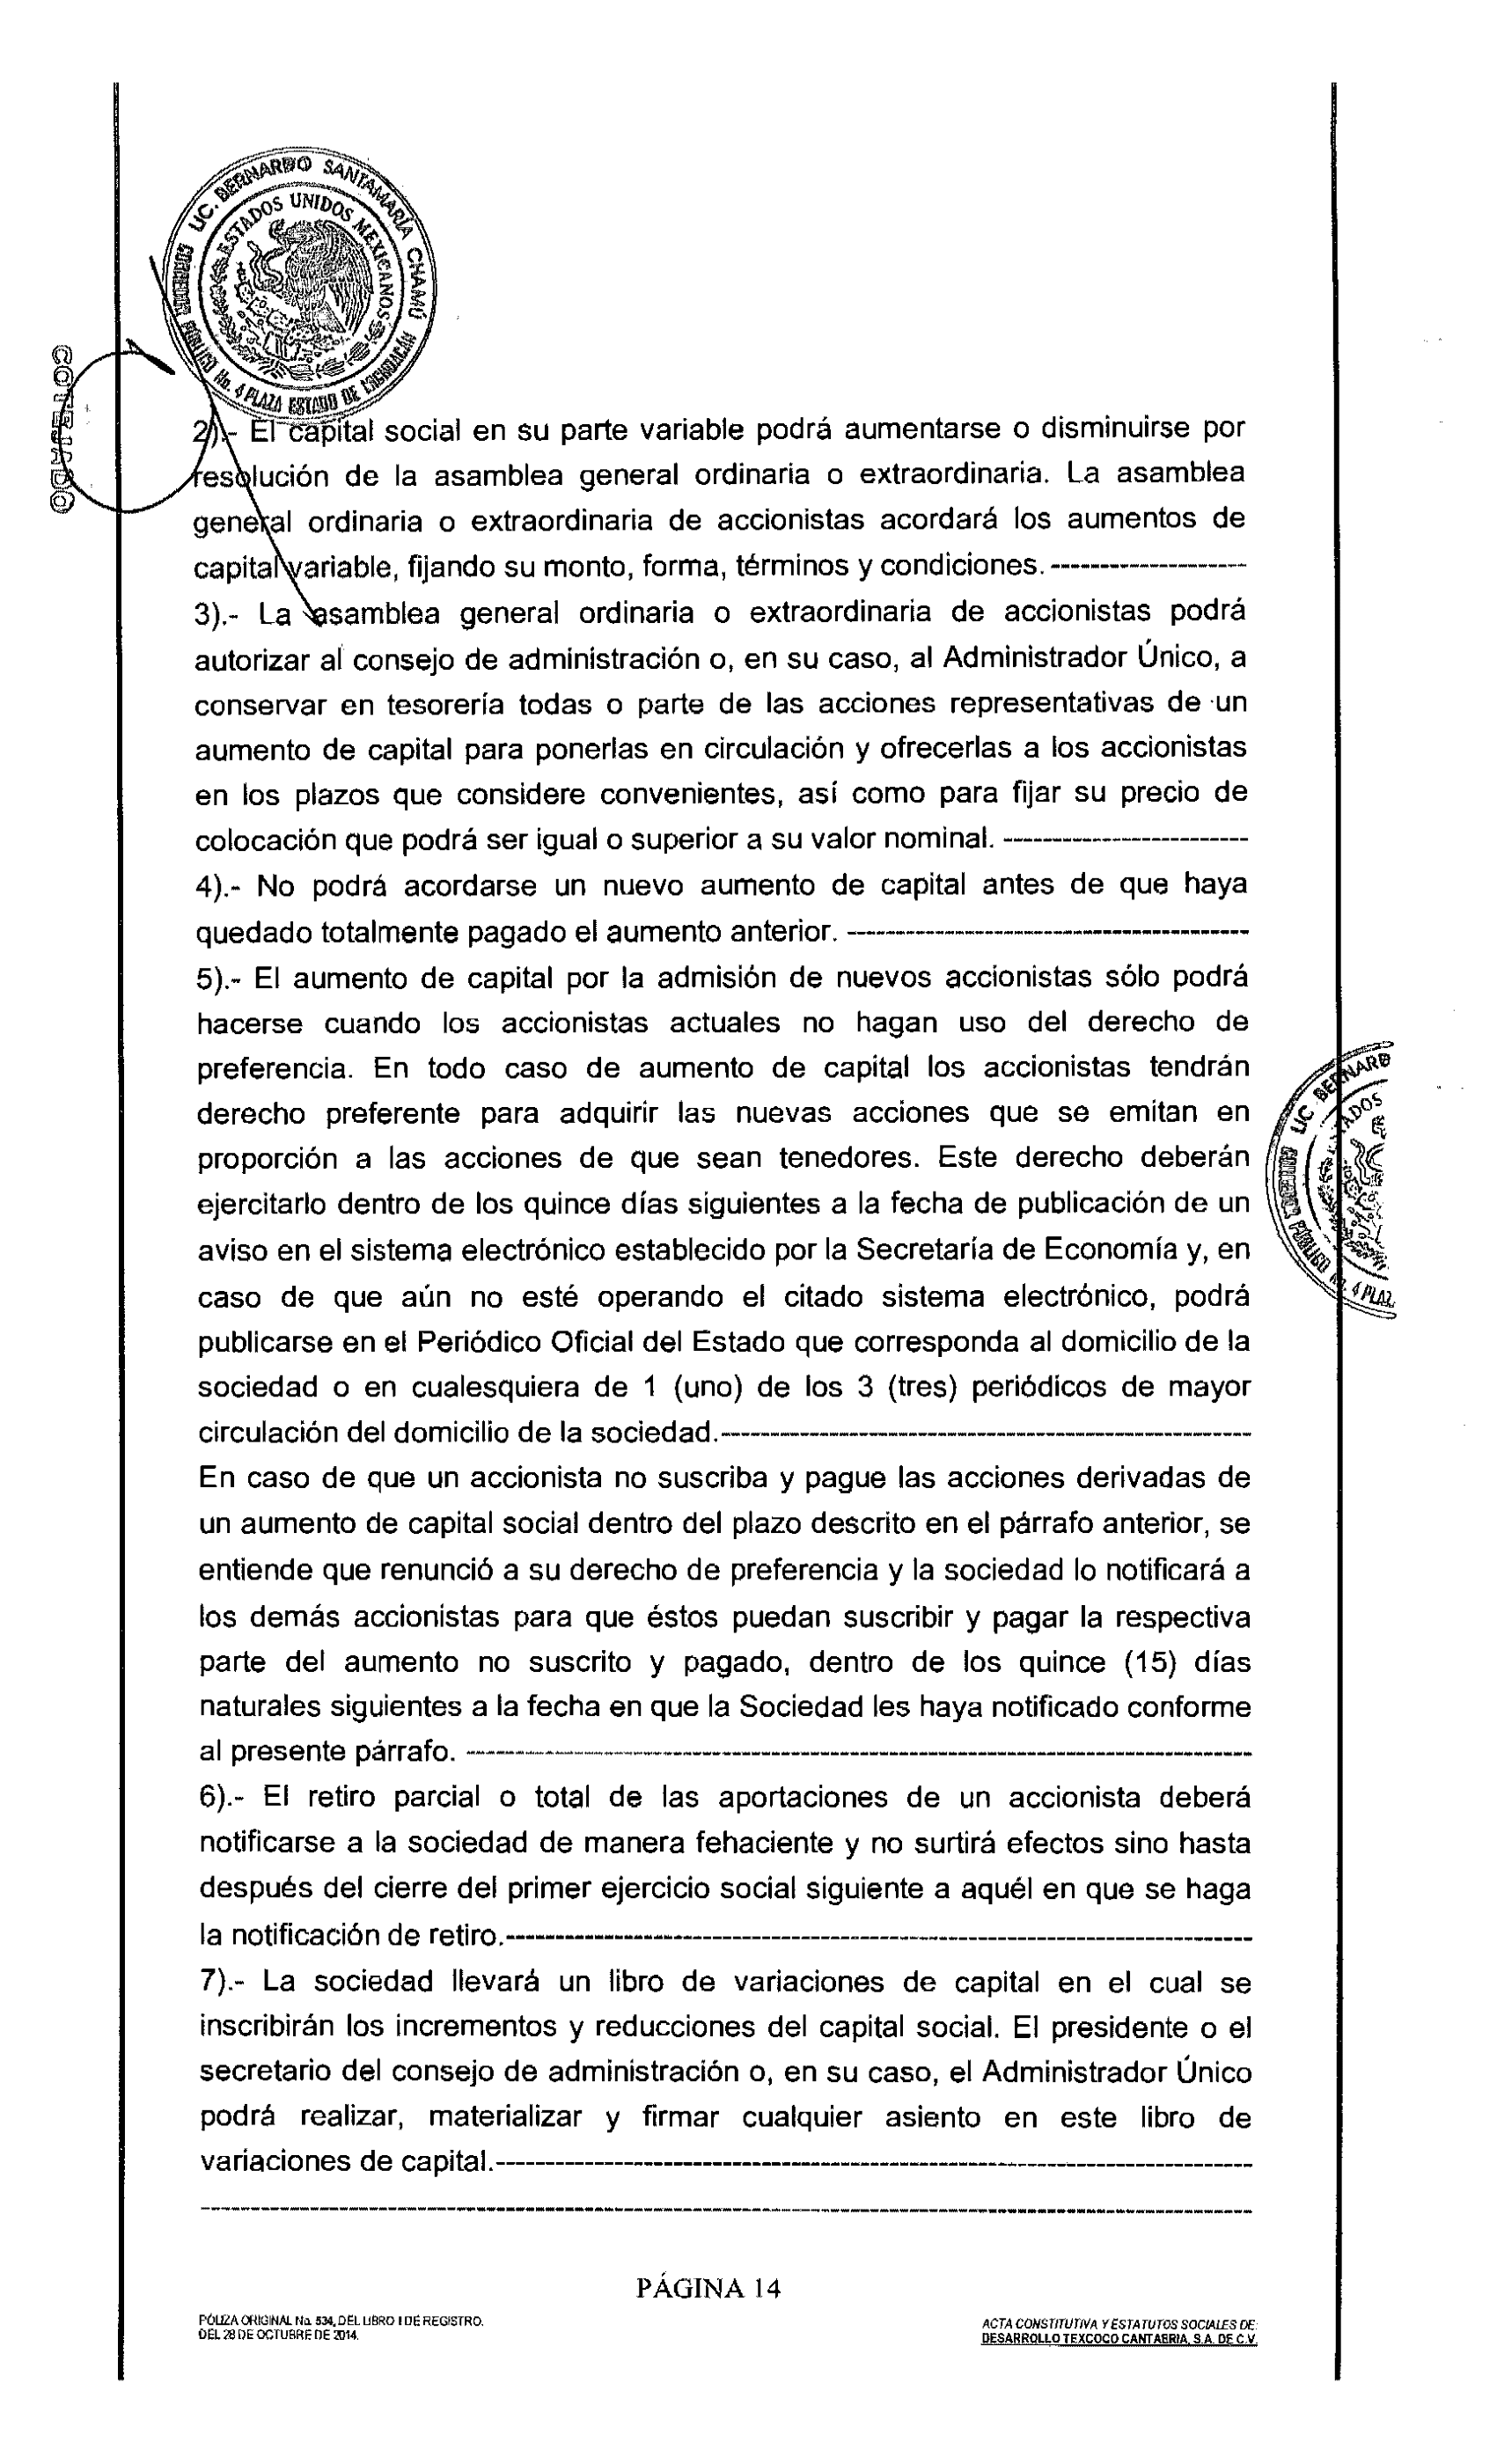 LIC. BERNARDO SANTAMARÍA CHAMÚ
CORREDOR PÚBLICO No. 4 PLAZA ESTADO DE MICHOACÁN
ESTADOS UNIDOS MEXICANOS
COTEJADO
2).- El capital social en su parte variable podrá aumentarse o disminuirse por
resolución de la asamblea general ordinaria o extraordinaria. La asamblea
general ordinaria o extraordinaria de accionistas acordará los aumentos de
capital variable, fijando su monto, forma, términos y condiciones. --------------------
3).- La asamblea general ordinaria o extraordinaria de accionistas podrá
autorizar al consejo de administración o, en su caso, al Administrador Único, a
conservar en tesorería todas o parte de las acciones representativas de un
aumento de capital para ponerlas en circulación y ofrecerlas a los accionistas
en los plazos que considere convenientes, así como para fijar su precio de
colocación que podrá ser igual o superior a su valor nominal. -------------------------
4).- No podrá acordarse un nuevo aumento de capital antes de que haya
quedado totalmente pagado el aumento anterior. -----------------------------------------
5).- El aumento de capital por la admisión de nuevos accionistas sólo podrá
hacerse cuando los accionistas actuales no hagan uso del derecho de
preferencia. En todo caso de aumento de capital los accionistas tendrán
derecho preferente para adquirir las nuevas acciones que se emitan en
proporción a las acciones de que sean tenedores. Este derecho deberán
ejercitarlo dentro de los quince días siguientes a la fecha de publicación de un
aviso en el sistema electrónico establecido por la Secretaría de Economía y, en
caso de que aún no esté operando el citado sistema electrónico, podrá
publicarse en el Periódico Oficial del Estado que corresponda al domicilio de la
sociedad o en cualesquiera de 1 (uno) de los 3 (tres) periódicos de mayor
circulación del domicilio de la sociedad.------------------------------------------------------
En caso de que un accionista no suscriba y pague las acciones derivadas de
un aumento de capital social dentro del plazo descrito en el párrafo anterior, se
entiende que renunció a su derecho de preferencia y la sociedad lo notificará a
los demás accionistas para que éstos puedan suscribir y pagar la respectiva
parte del aumento no suscrito y pagado, dentro de los quince (15) días
naturales siguientes a la fecha en que la Sociedad les haya notificado conforme
al presente párrafo. --------------------------------------------------------------------------------
6).- El retiro parcial o total de las aportaciones de un accionista deberá
notificarse a la sociedad de manera fehaciente y no surtirá efectos sino hasta
después del cierre del primer ejercicio social siguiente a aquél en que se haga
la notificación de retiro.----------------------------------------------------------------------------
7).- La sociedad llevará un libro de variaciones de capital en el cual se
inscribirán los incrementos y reducciones del capital social. El presidente o el
secretario del consejo de administración o, en su caso, el Administrador Único
podrá realizar, materializar y firmar cualquier asiento en este libro de
variaciones de capital.-----------------------------------------------------------------------------
-----------------------------------------------------------------------------------------------------------
LIC. BERNARD
ADOS
PÚBLICO No. 4 PLAZ
PÁGINA 14
PÓLIZA ORIGINAL No. 534, DEL LIBRO I DE REGISTRO.
DEL 28 DE OCTUBRE DE 2014.
ACTA CONSTITUTIVA Y ESTATUTOS SOCIALES DE:
DESARROLLO TEXCOCO CANTABRIA, S.A. DE C.V.